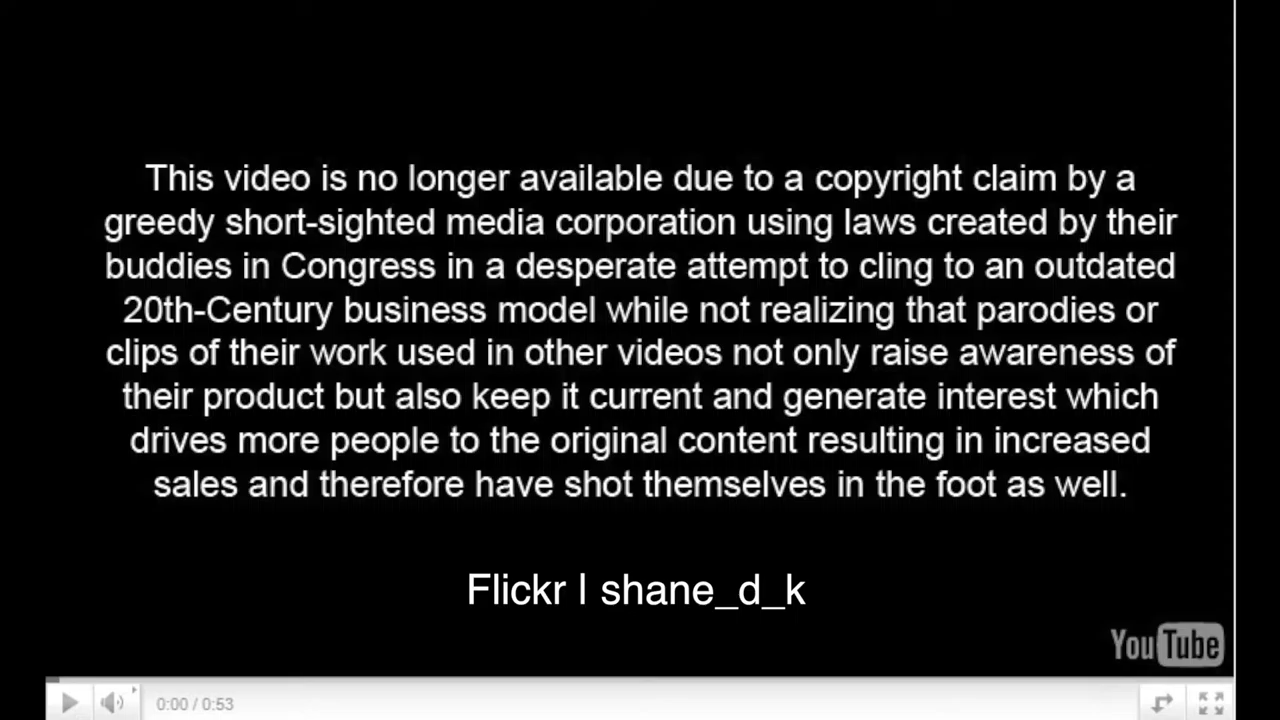 This video is no longer available due to a copyright claim by a
greedy short-sighted media corporation using laws created by their
buddies in Congress in a desperate attempt to cling to an outdated
20th-Century business model while not realizing that parodies or
clips of their work used in other videos not only raise awareness of
their product but also keep it current and generate interest which
drives more people to the original content resulting in increased
sales and therefore have shot themselves in the foot as well.
Flickr | shane_d_k
YouTube
0:00 / 0:53